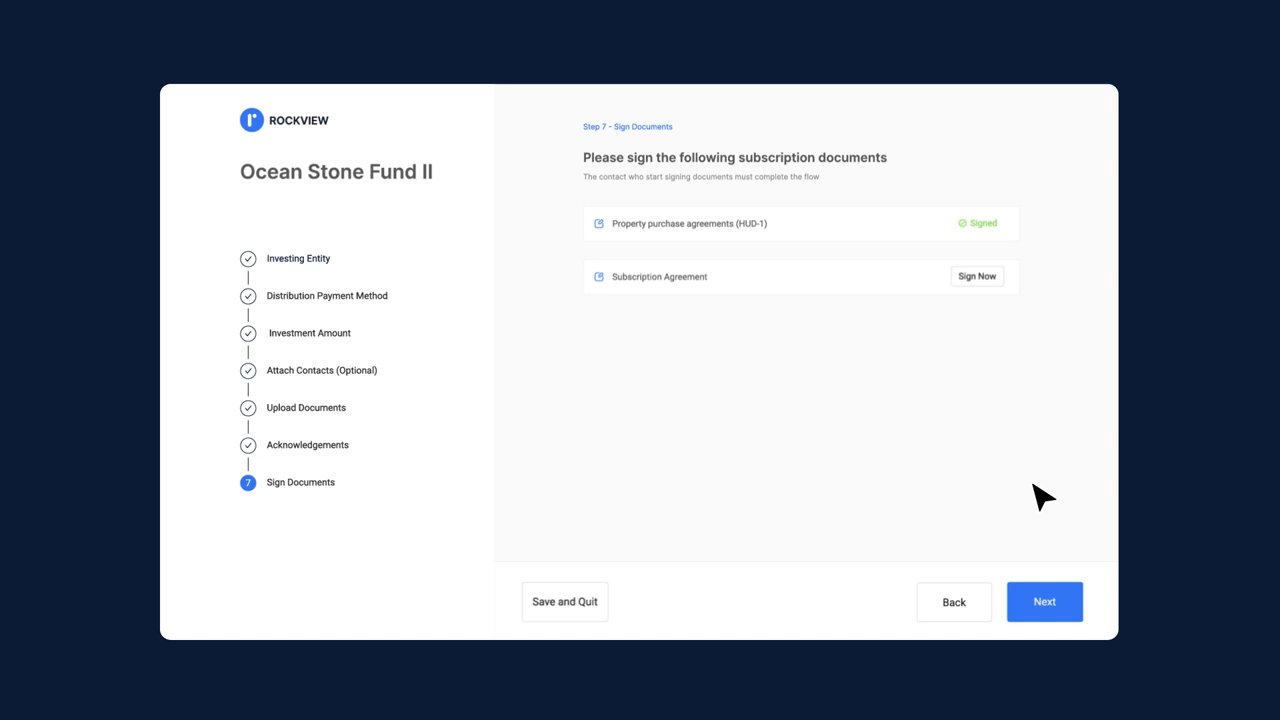 ROCKVIEW
Ocean Stone Fund II
Investing Entity
Distribution Payment Method
Investment Amount
Attach Contacts (Optional)
Upload Documents
Acknowledgements
7 Sign Documents
Step 7 - Sign Documents
Please sign the following subscription documents
The contact who start signing documents must complete the flow
Property purchase agreements (HUD-1) Signed
Subscription Agreement Sign Now
Save and Quit Back Next